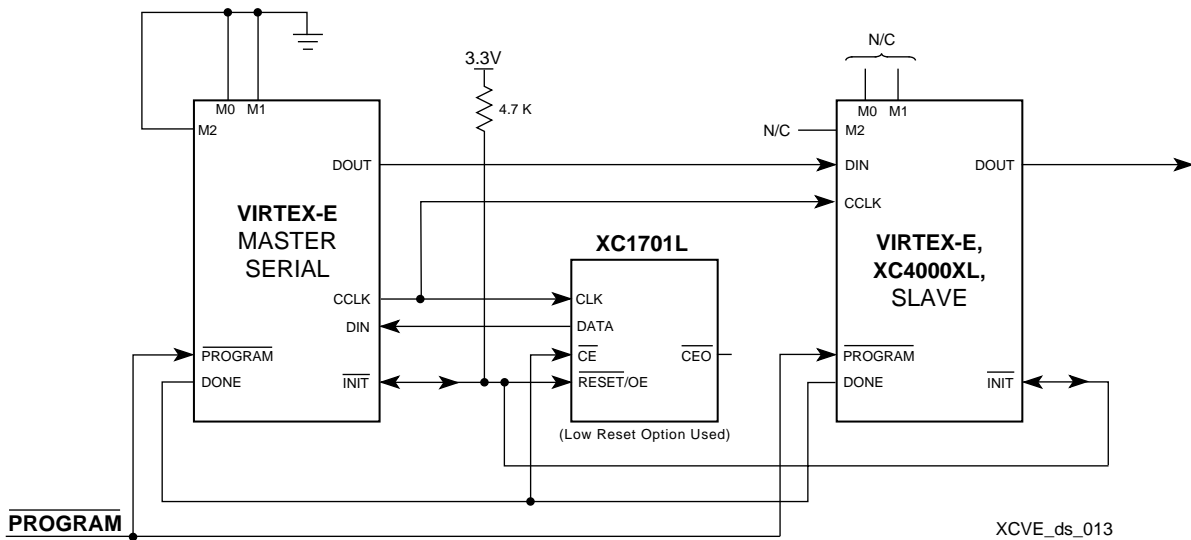 N/C
3.3V
M0 M1
4.7 K
M0 M1
M2
N/C
M2
DOUT
DIN
DOUT
CCLK
VIRTEX-E
MASTER
SERIAL
XC1701L
VIRTEX-E,
XC4000XL,
SLAVE
CCLK
CLK
DIN
DATA
PROGRAM
CE
CEO
PROGRAM
DONE
INIT
RESET/OE
DONE
INIT
(Low Reset Option Used)
PROGRAM
XCVE_ds_013